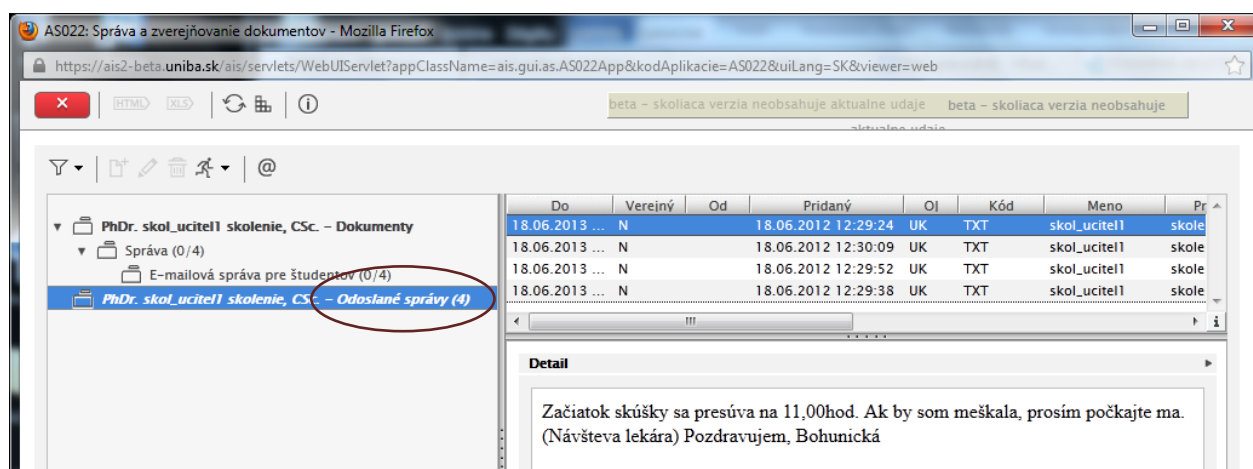 AS022: Správa a zverejňovanie dokumentov - Mozilla Firefox
https://ais2-beta.uniba.sk/ais/servlets/WebUIServlet?appClassName=ais.gui.as.AS022App&kodAplikacie=AS022&uiLang=SK&viewer=web
HTML XLS beta - skoliaca verzia neobsahuje aktualne udaje beta - skoliaca verzia neobsahuje
aktualne udaje
@
Do Verejný Od Pridaný OJ Kód Meno Pr
PhDr. skol_ucitel1 skolenie, CSc. - Dokumenty
18.06.2013 ... N 18.06.2012 12:29:24 UK TXT skol_ucitel1 skole
Správa (0/4)
18.06.2013 ... N 18.06.2012 12:30:09 UK TXT skol_ucitel1 skole
E-mailová správa pre študentov (0/4)
18.06.2013 ... N 18.06.2012 12:29:52 UK TXT skol_ucitel1 skole
PhDr. skol_ucitel1 skolenie, CSc. - Odoslané správy (4)
18.06.2013 ... N 18.06.2012 12:29:38 UK TXT skol_ucitel1 skole
Detail
Začiatok skúšky sa presúva na 11,00hod. Ak by som meškala, prosím počkajte ma.
(Návšteva lekára) Pozdravujem, Bohunická